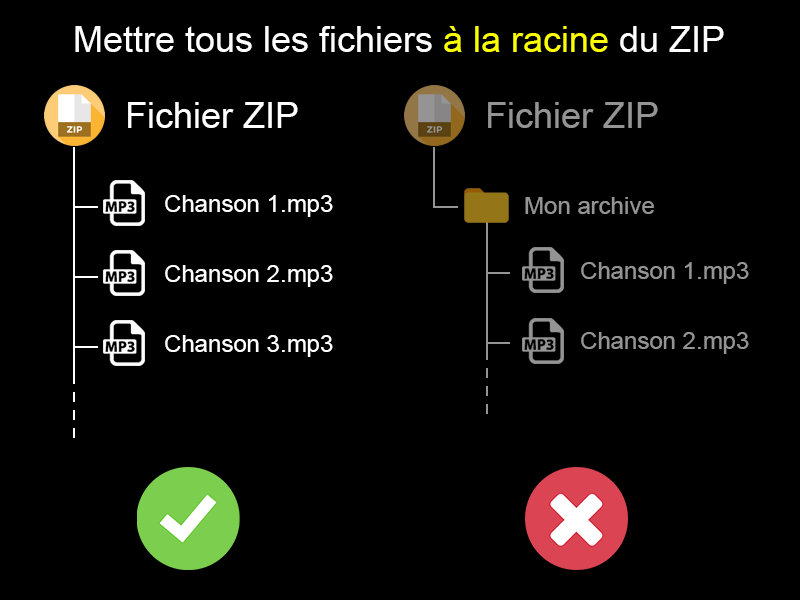 Mettre tous les fichiers à la racine du ZIP
ZIP
Fichier ZIP
MP3
Chanson 1.mp3
MP3
Chanson 2.mp3
MP3
Chanson 3.mp3
ZIP
Fichier ZIP
Mon archive
MP3
Chanson 1.mp3
MP3
Chanson 2.mp3